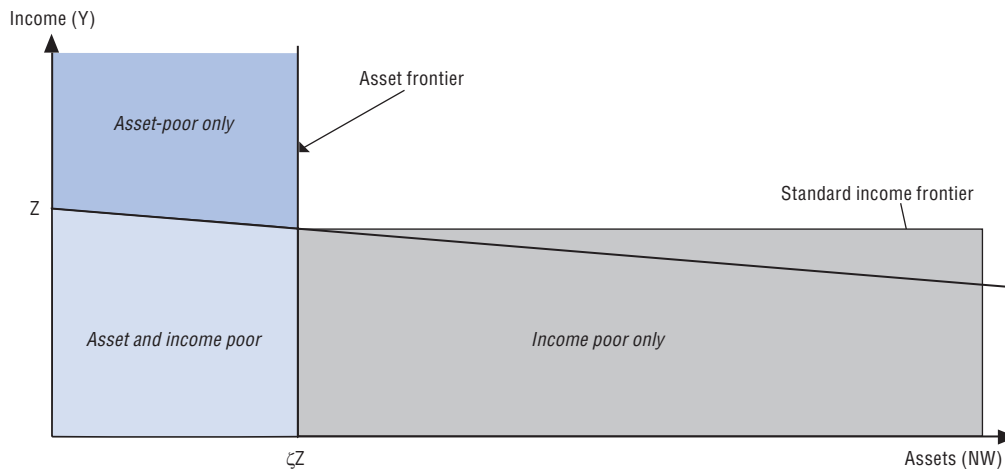 Income (Y)
Asset frontier
Asset-poor only
Standard income frontier
Z
Asset and income poor
Income poor only
ζZ
Assets (NW)